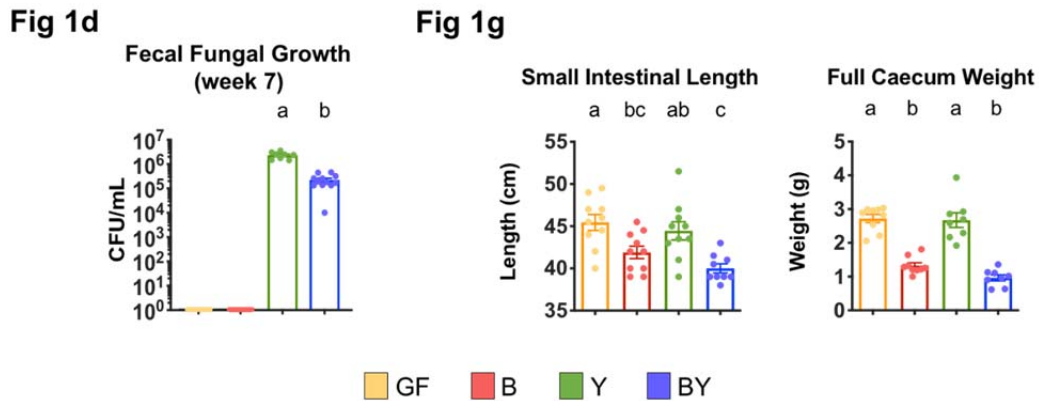 Fig 1d
Fecal Fungal Growth
(week 7)
a b
CFU/mL
10⁷
10⁶
10⁵
10⁴
10³
10²
10¹
10⁰
Fig 1g
Small Intestinal Length
a bc ab c
Length (cm)
55
50
45
40
35
Full Caecum Weight
a b a b
Weight (g)
5
4
3
2
1
0
GF B Y BY